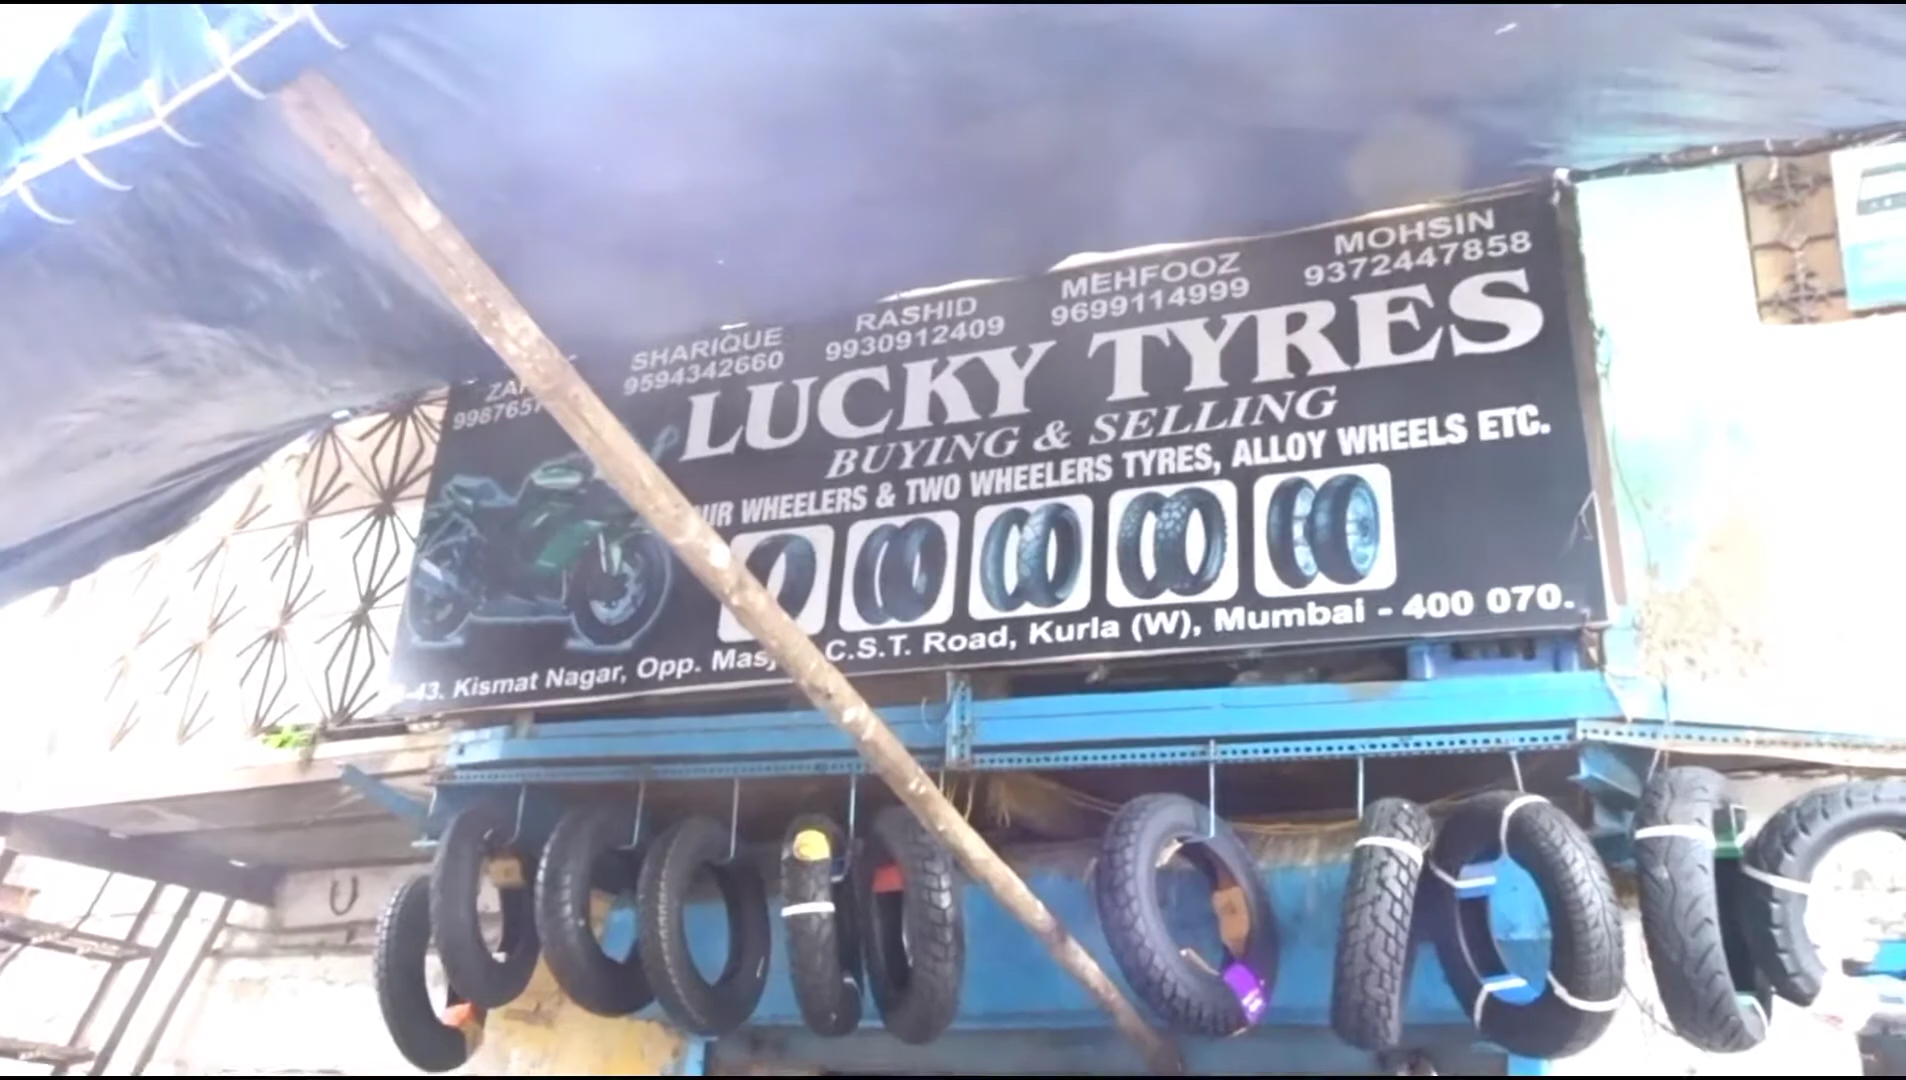 SHARIQUE
9594342660
RASHID
9930912409
MEHFOOZ
9699114999
MOHSIN
9372447858
LUCKY TYRES
BUYING & SELLING
WHEELERS & TWO WHEELERS TYRES, ALLOY WHEELS ETC.
43. Kismat Nagar, Opp. C.S.T. Road, Kurla (W), Mumbai - 400 070.